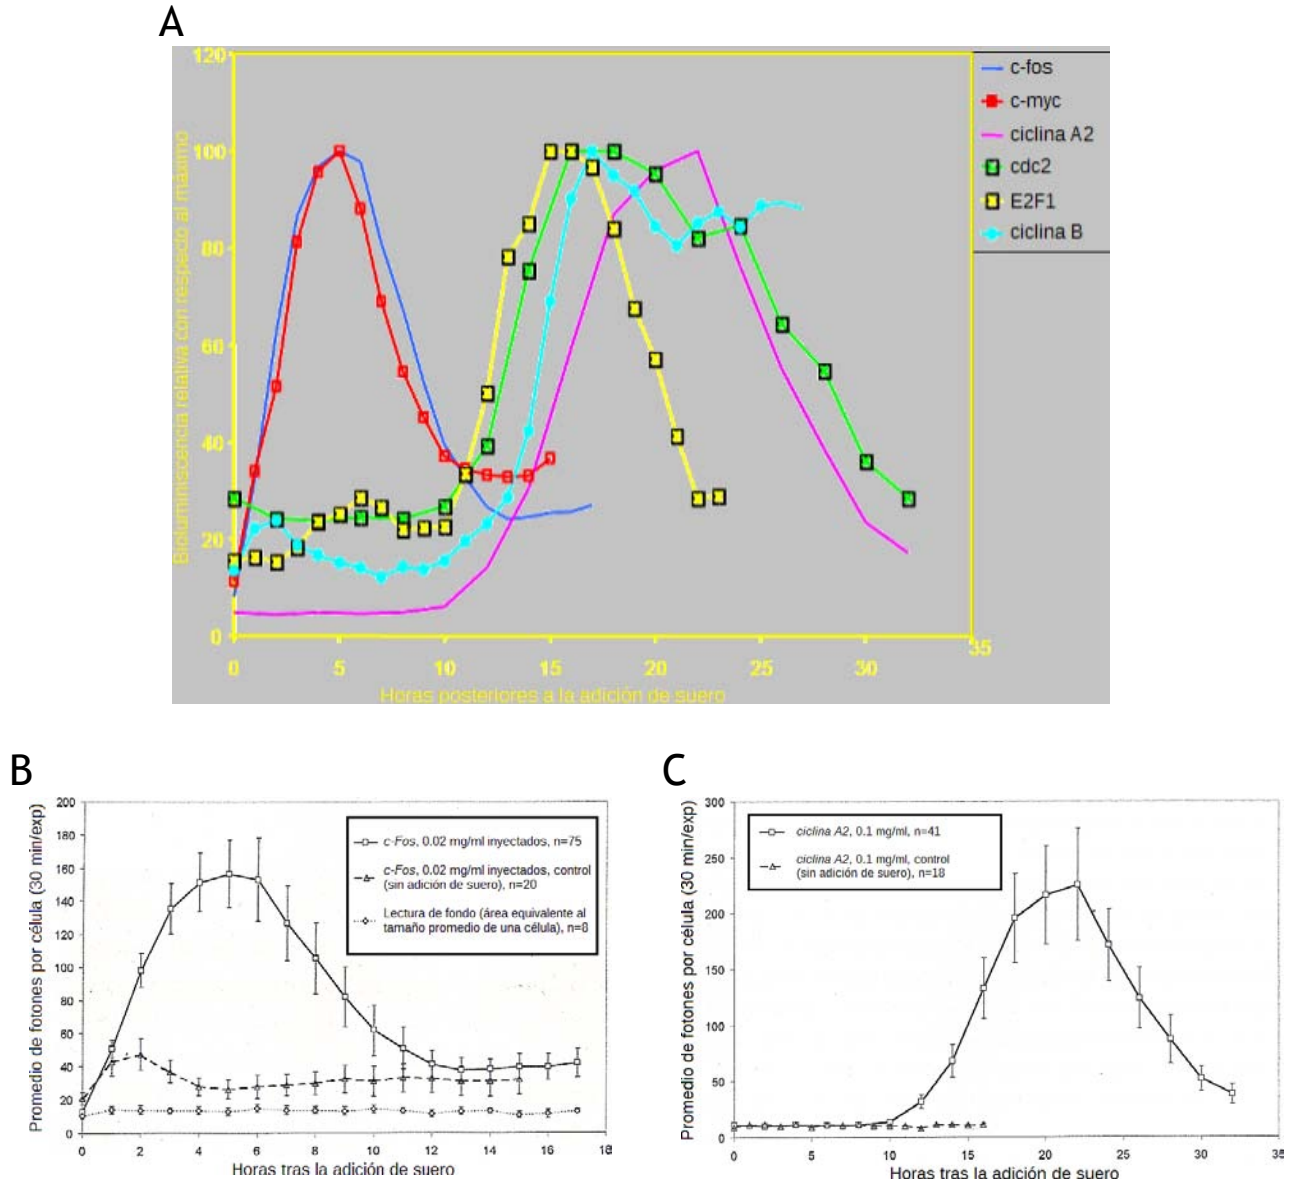 A
120
100
80
60
40
20
0
0 5 10 15 20 25 30 35
Bioluminiscencia relativa con respecto al máximo
Horas posteriores a la adición de suero
c-fos
c-myc
ciclina A2
cdc2
E2F1
ciclina B
B
200
180
160
140
120
100
80
60
40
20
0
0 2 4 6 8 10 12 14 16 18
Promedio de fotones por célula (30 min/exp)
Horas tras la adición de suero
c-Fos, 0.02 mg/ml inyectados, n=75
c-Fos, 0.02 mg/ml inyectados, control
(sin adición de suero), n=20
Lectura de fondo (área equivalente al
tamaño promedio de una célula), n=8
C
300
250
200
150
100
50
0
0 5 10 15 20 25 30 35
Promedio de fotones por célula (30 min/exp)
Horas tras la adición de suero
ciclina A2, 0.1 mg/ml, n=41
ciclina A2, 0.1 mg/ml, control
(sin adición de suero), n=18